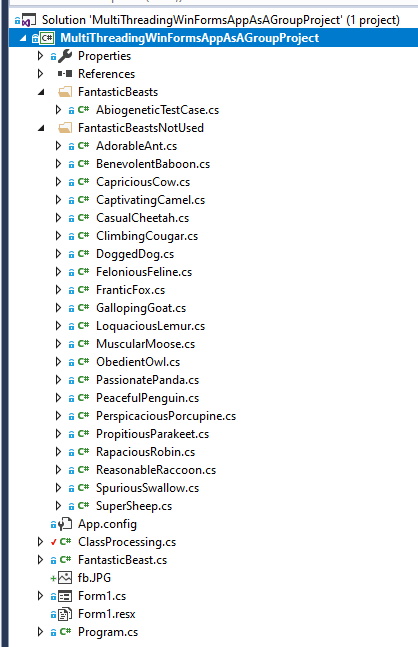 Solution 'MultiThreadingWinFormsAppAsAGroupProject' (1 project)
C# MultiThreadingWinFormsAppAsAGroupProject
Properties
References
FantasticBeasts
C# AbiogeneticTestCase.cs
FantasticBeastsNotUsed
C# AdorableAnt.cs
C# BenevolentBaboon.cs
C# CapriciousCow.cs
C# CaptivatingCamel.cs
C# CasualCheetah.cs
C# ClimbingCougar.cs
C# DoggedDog.cs
C# FeloniousFeline.cs
C# FranticFox.cs
C# GallopingGoat.cs
C# LoquaciousLemur.cs
C# MuscularMoose.cs
C# ObedientOwl.cs
C# PassionatePanda.cs
C# PeacefulPenguin.cs
C# PerspicaciousPorcupine.cs
C# PropitiousParakeet.cs
C# RapaciousRobin.cs
C# ReasonableRaccoon.cs
C# SpuriousSwallow.cs
C# SuperSheep.cs
App.config
C# ClassProcessing.cs
C# FantasticBeast.cs
fb.JPG
Form1.cs
Form1.resx
C# Program.cs